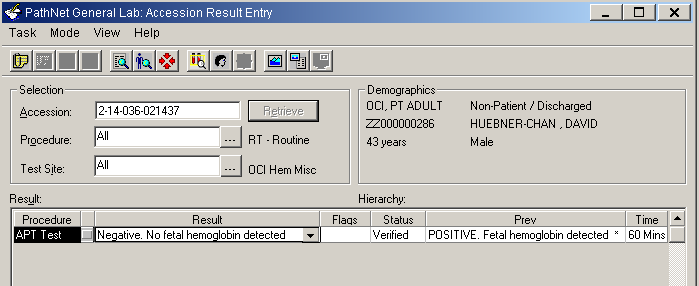 PathNet General Lab: Accession Result Entry
Task Mode View Help
Selection
Accession: 2-14-036-021437 Retrieve
Procedure: All ... RT - Routine
Test Site: All ... OCI Hem Misc
Demographics
OCI, PT ADULT Non-Patient / Discharged
ZZ000000286 HUEBNER-CHAN , DAVID
43 years Male
Result: Hierarchy:
Procedure Result Flags Status Prev Time
APT Test Negative. No fetal hemoglobin detected Verified POSITIVE. Fetal hemoglobin detected * 60 Mins